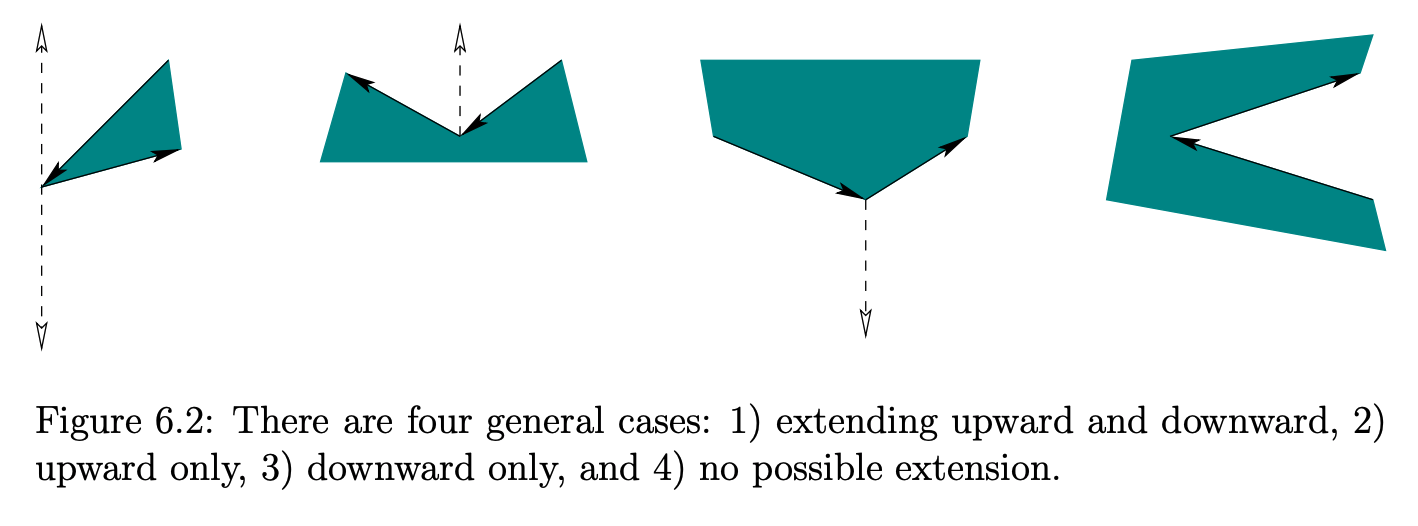 Figure 6.2: There are four general cases: 1) extending upward and downward, 2)
upward only, 3) downward only, and 4) no possible extension.